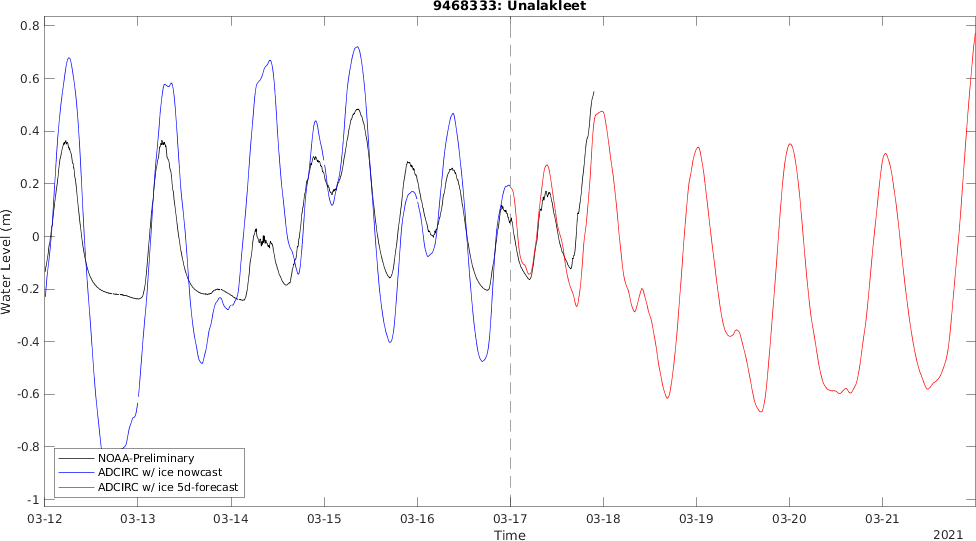 9468333: Unalakleet
0.8
0.6
0.4
0.2
0
-0.2
-0.4
-0.6
-0.8
-1
Water Level (m)
NOAA-Preliminary
ADCIRC w/ ice nowcast
ADCIRC w/ ice 5d-forecast
03-12 03-13 03-14 03-15 03-16 03-17 03-18 03-19 03-20 03-21
Time
2021